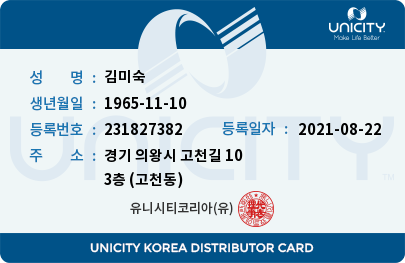 UNICITY
Make Life Better
성 명 : 김미숙
생년월일 : 1965-11-10
등록번호 : 231827382 등록일자 : 2021-08-22
주 소 : 경기 의왕시 고천길 10
3층 (고천동)
유니시티코리아(유)
UNICITY
TM
UNICITY KOREA DISTRIBUTOR CARD